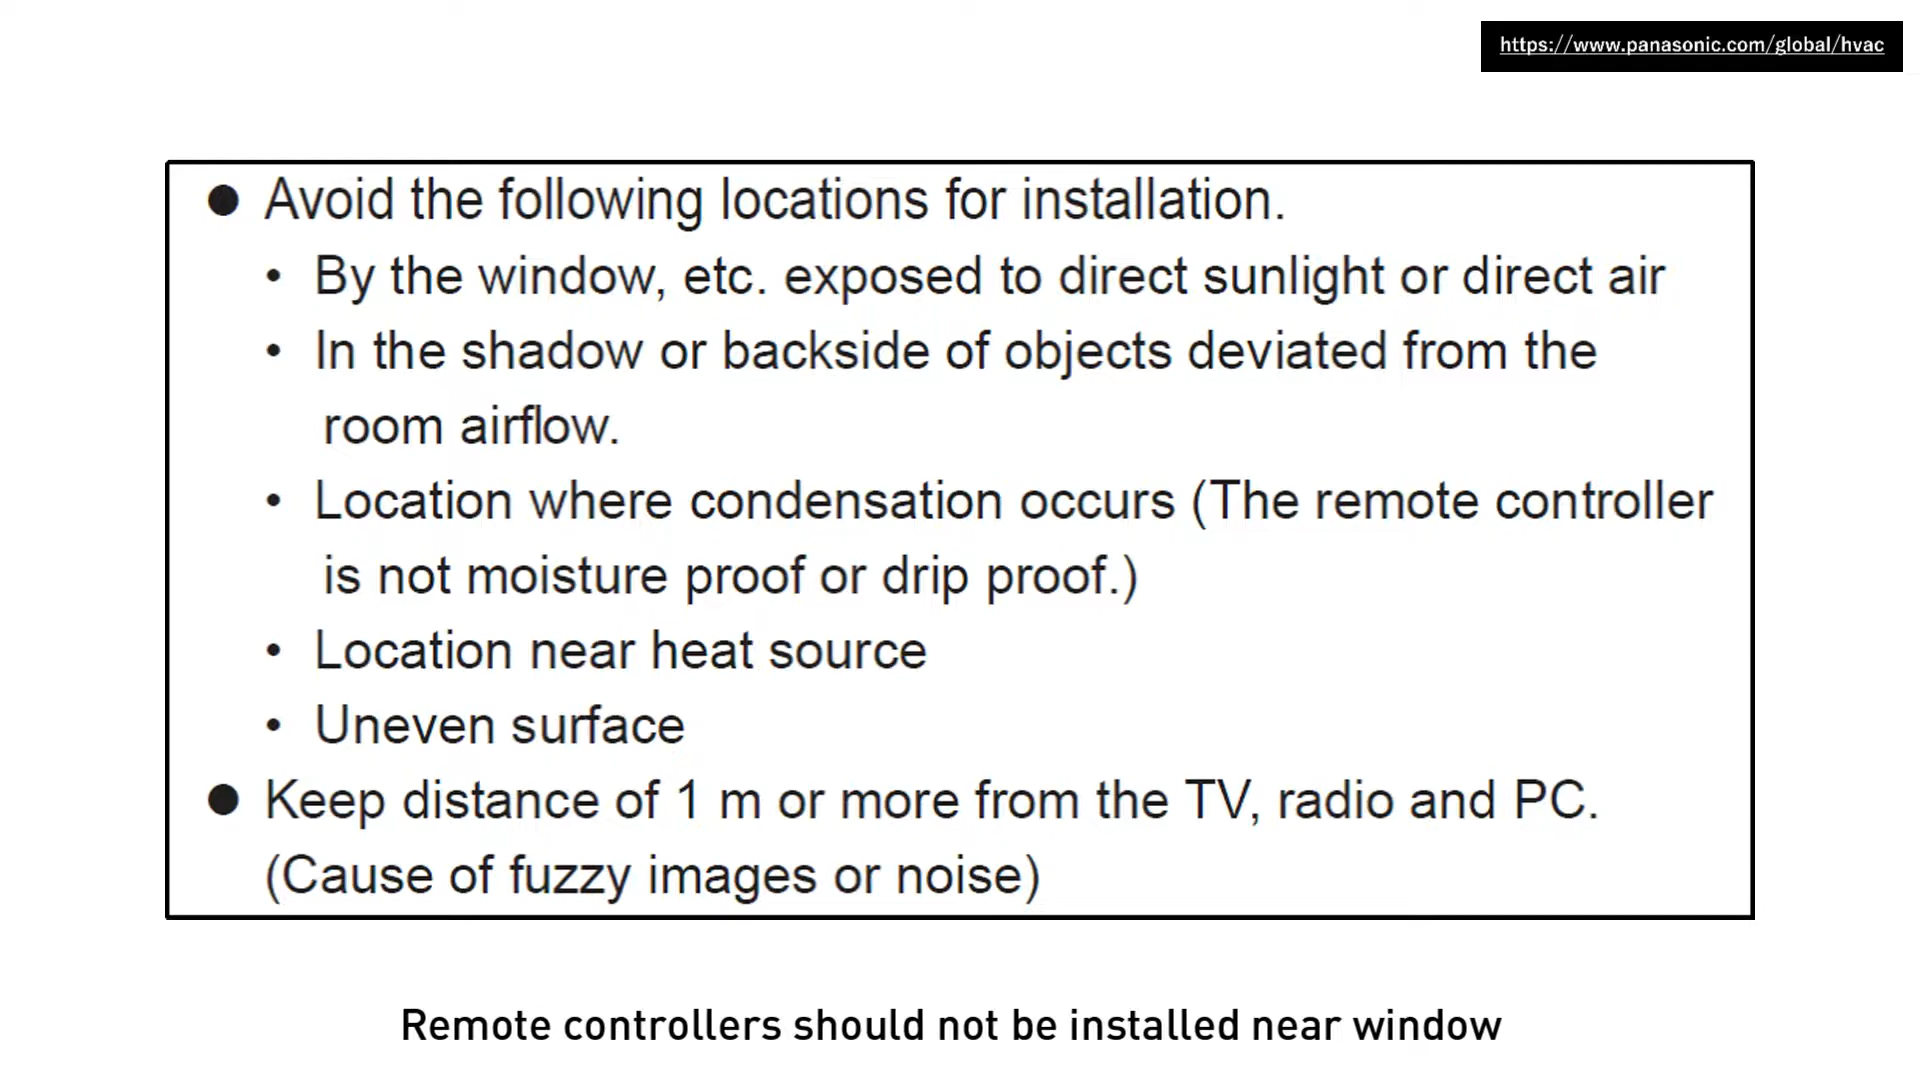 https://www.panasonic.com/global/hvac
● Avoid the following locations for installation.
• By the window, etc. exposed to direct sunlight or direct air
• In the shadow or backside of objects deviated from the
room airflow.
• Location where condensation occurs (The remote controller
is not moisture proof or drip proof.)
• Location near heat source
• Uneven surface
● Keep distance of 1 m or more from the TV, radio and PC.
(Cause of fuzzy images or noise)
Remote controllers should not be installed near window